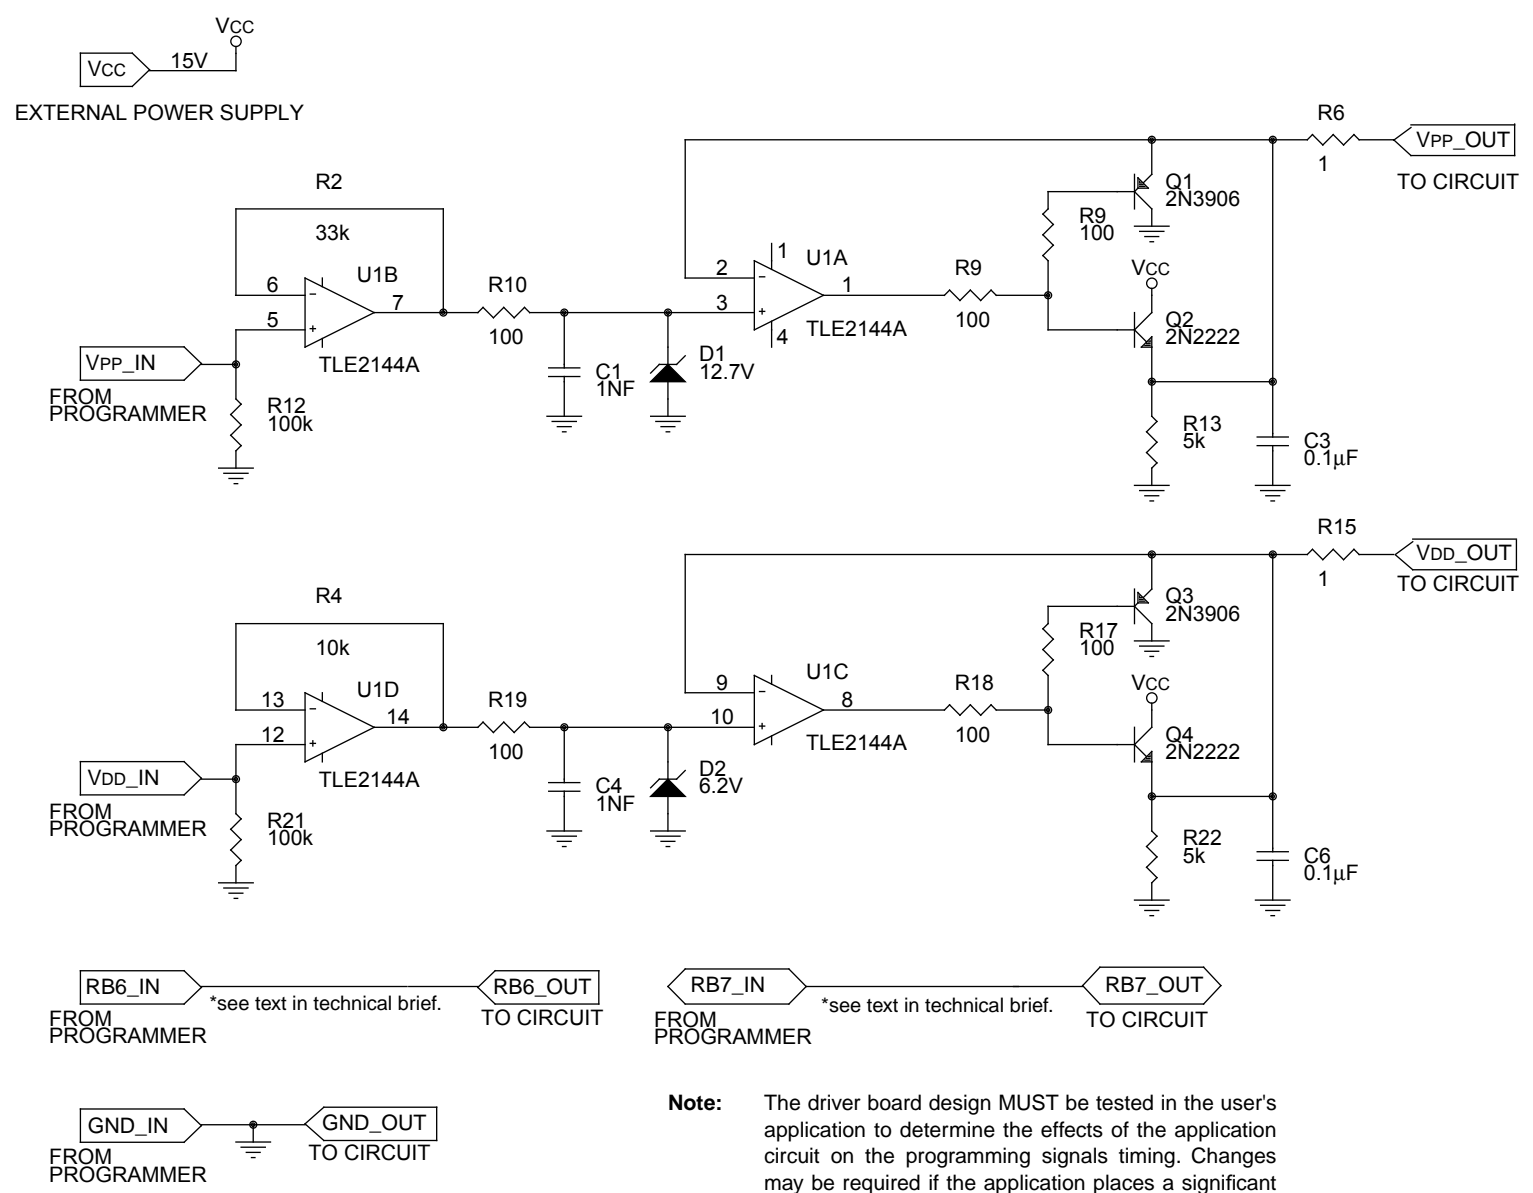 VCC
VCC 15V
EXTERNAL POWER SUPPLY
R6
VPP_OUT
1
TO CIRCUIT
R2
33k
Q1
2N3906
R9
100
U1B
6
5
7
TLE2144A
R10
100
2
3
1
1
4
U1A
TLE2144A
R9
100
VCC
Q2
2N2222
VPP_IN
FROM
PROGRAMMER
R12
100k
C1
1NF
D1
12.7V
R13
5k
C3
0.1µF
R15
VDD_OUT
1
TO CIRCUIT
R4
10k
Q3
2N3906
R17
100
U1D
13
12
14
TLE2144A
R19
100
9
10
8
U1C
TLE2144A
R18
100
VCC
Q4
2N2222
VDD_IN
FROM
PROGRAMMER
R21
100k
C4
1NF
D2
6.2V
R22
5k
C6
0.1µF
RB6_IN
*see text in technical brief.
RB6_OUT
FROM
PROGRAMMER
TO CIRCUIT
RB7_IN
*see text in technical brief.
RB7_OUT
FROM
PROGRAMMER
TO CIRCUIT
GND_IN
GND_OUT
FROM
PROGRAMMER
TO CIRCUIT
Note: The driver board design MUST be tested in the user's
application to determine the effects of the application
circuit on the programming signals timing. Changes
may be required if the application places a significant